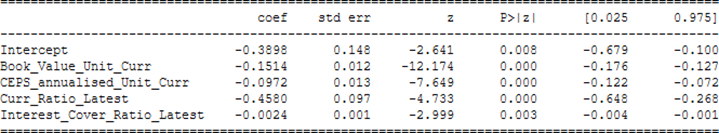 coef std err z P>|z| [0.025 0.975]
Intercept -0.3898 0.148 -2.641 0.008 -0.679 -0.100
Book_Value_Unit_Curr -0.1514 0.012 -12.174 0.000 -0.176 -0.127
CEPS_annualised_Unit_Curr -0.0972 0.013 -7.649 0.000 -0.122 -0.072
Curr_Ratio_Latest -0.4580 0.097 -4.733 0.000 -0.648 -0.268
Interest_Cover_Ratio_Latest -0.0024 0.001 -2.999 0.003 -0.004 -0.001